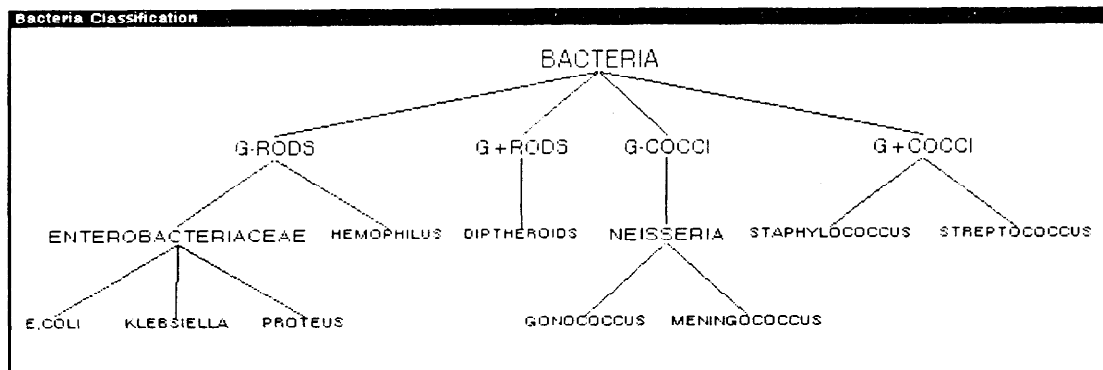 Bacteria Classification
BACTERIA
G-RODS G+RODS G-COCCI G+COCCI
ENTEROBACTERIACEAE HEMOPHILUS DIPTHEROIDS NEISSERIA STAPHYLOCOCCUS STREPTOCOCCUS
E.COLI KLEBSIELLA PROTEUS GONOCOCCUS MENINGOCOCCUS